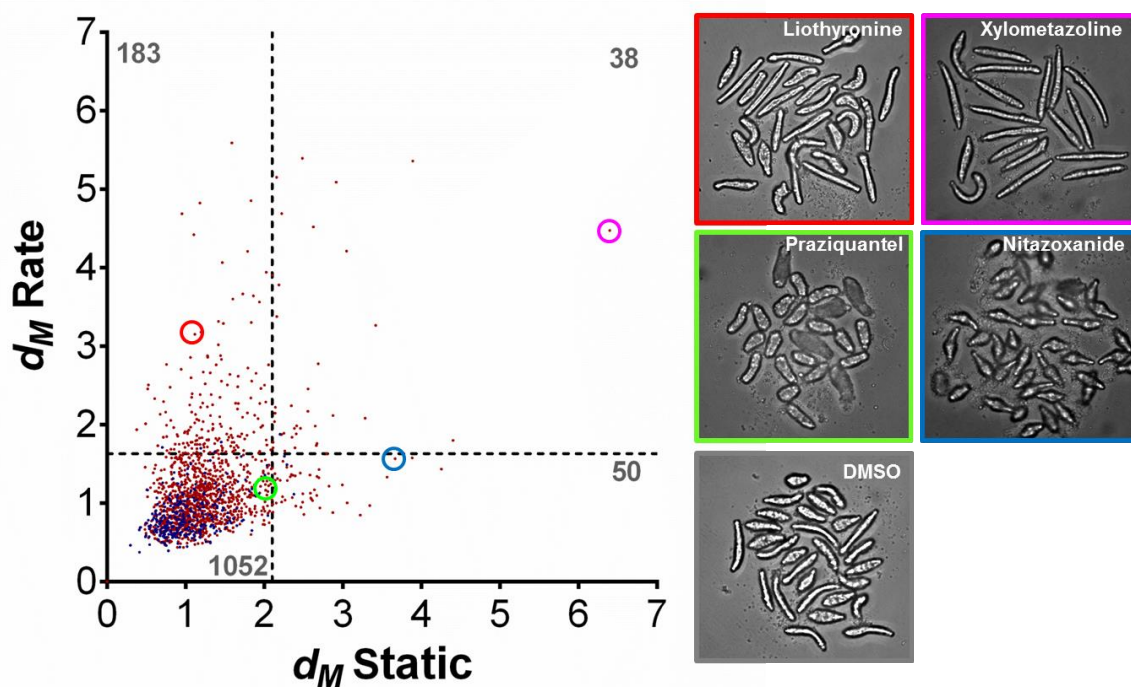 7
6
5
4
3
2
1
0
d_M Rate
183
38
50
1052
0
1
2
3
4
5
6
7
d_M Static
Liothyronine
Xylometazoline
Praziquantel
Nitazoxanide
DMSO